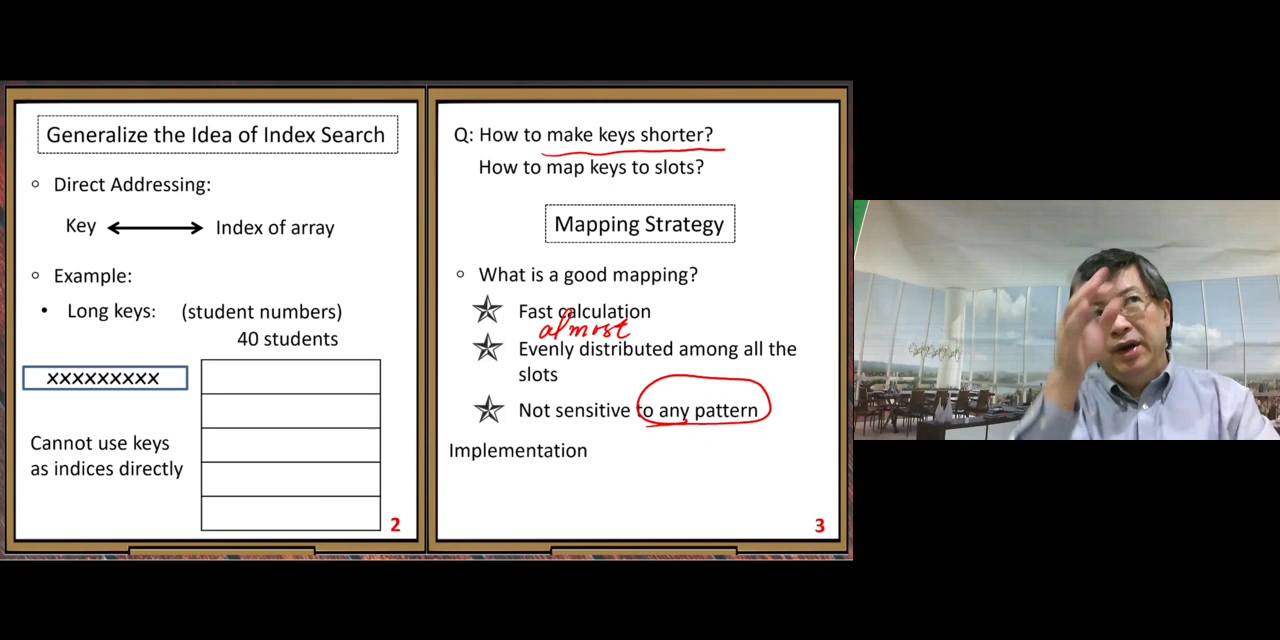 Generalize the Idea of Index Search
○ Direct Addressing:
Key ⟷ Index of array
○ Example:
• Long keys: (student numbers)
40 students
xxxxxxxxx
Cannot use keys
as indices directly
2
Q: How to make keys shorter?
How to map keys to slots?
Mapping Strategy
○ What is a good mapping?
Fast calculation
almost
Evenly distributed among all the
slots
Not sensitive to any pattern
Implementation
3